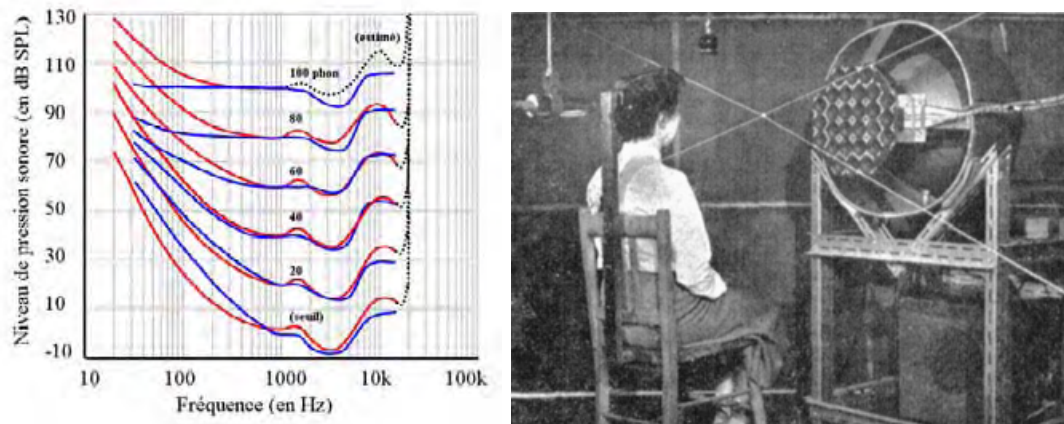 Niveau de pression sonore (en dB SPL)
130
110
90
70
50
30
10
-10
(estimé)
100 phon
80
60
40
20
(seuil)
10
100
1000
10k
100k
Fréquence (en Hz)